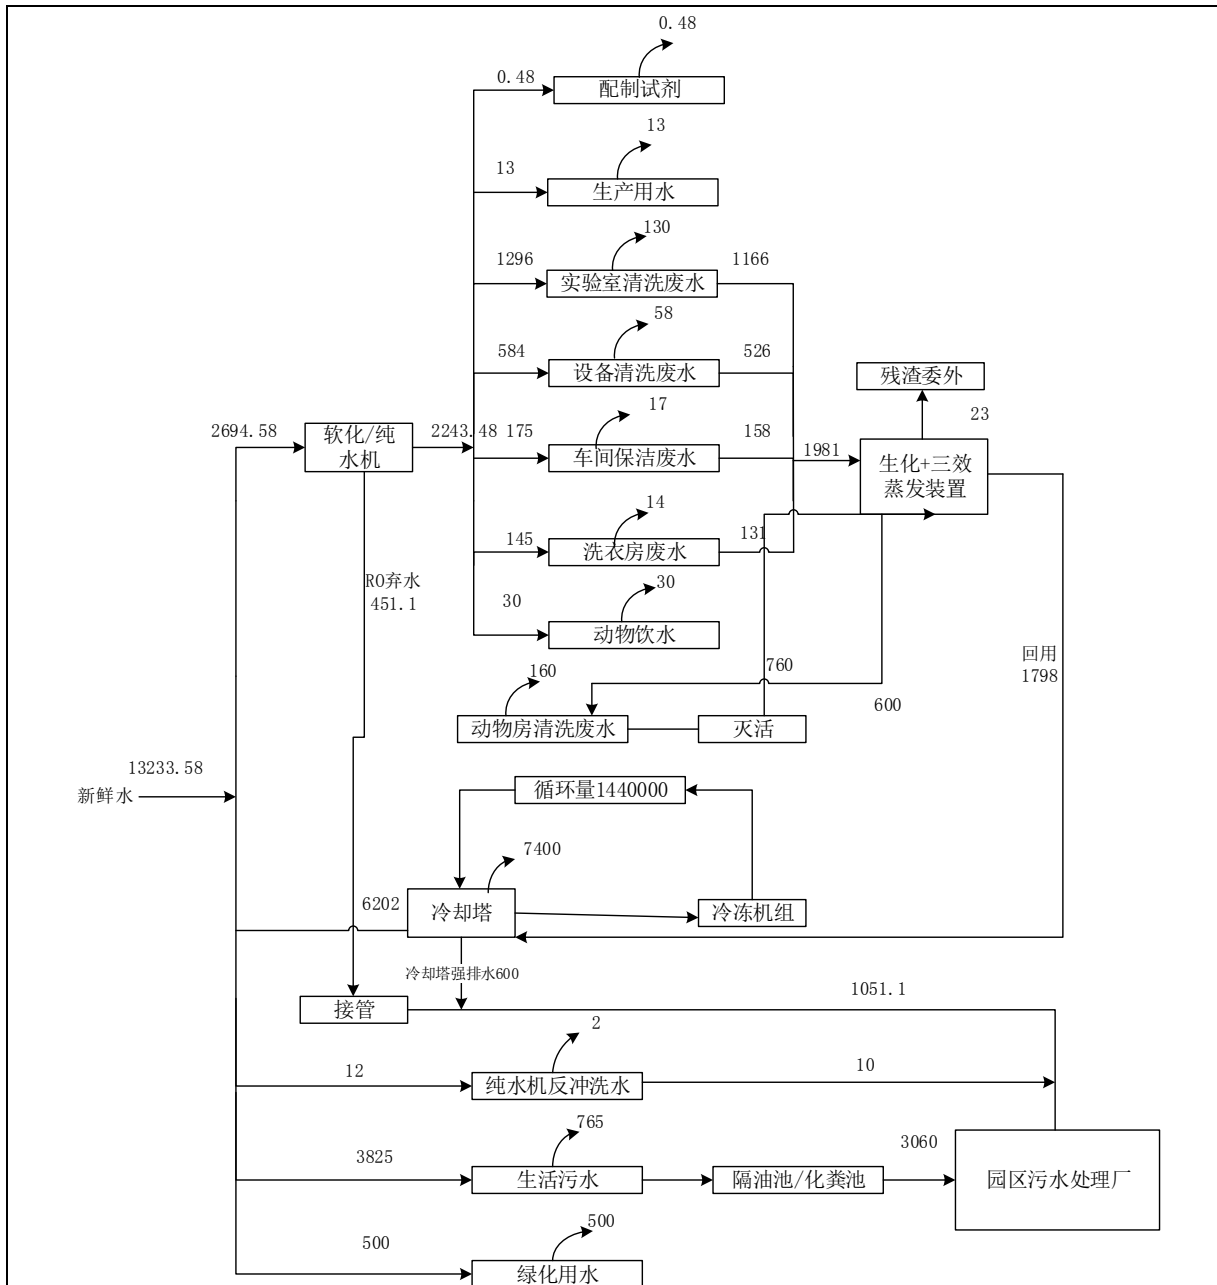 0.48
0.48
配制试剂
13
13
生产用水
130
1296
实验室清洗废水
1166
58
584
设备清洗废水
526
残渣委外
23
17
2694.58
软化/纯
水机
2243.48
175
车间保洁废水
158
1981
生化+三效
蒸发装置
14
145
洗衣房废水
131
RO弃水
451.1
30
30
动物饮水
回用
1798
160
760
600
动物房清洗废水
灭活
13233.58
新鲜水
循环量1440000
7400
6202
冷却塔
冷冻机组
冷却塔强排水600
接管
1051.1
2
12
纯水机反冲洗水
10
765
3825
生活污水
隔油池/化粪池
3060
园区污水处理厂
500
500
绿化用水